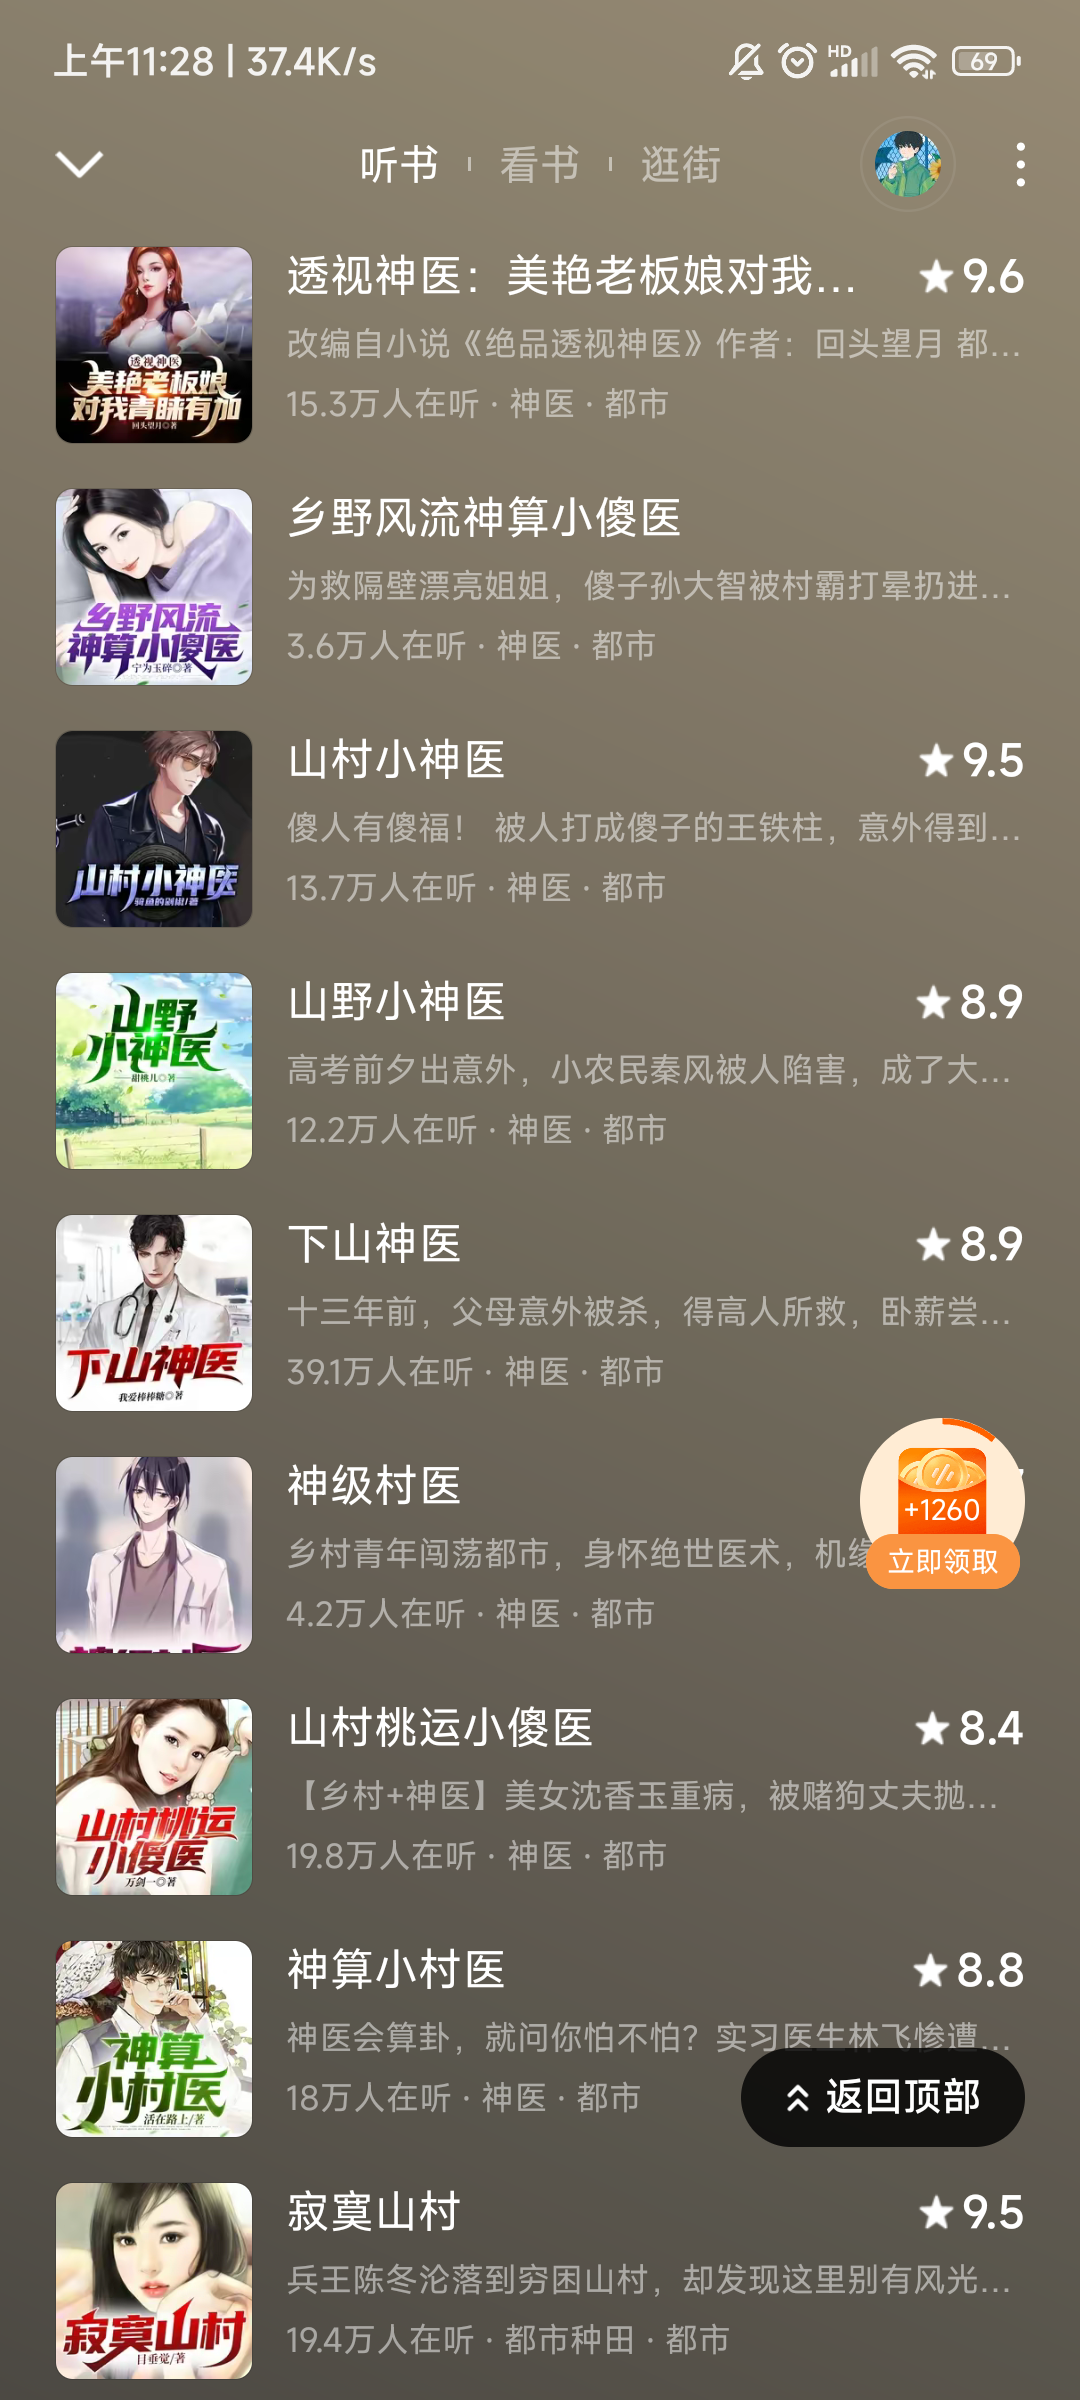 上午11:28 | 37.4K/s
HD
69
听书
看书
逛街
透视神医：美艳老板娘对我...
★9.6
改编自小说《绝品透视神医》作者：回头望月 都...
15.3万人在听 · 神医 · 都市
透视神医
美艳老板娘
对我青睐有加
回头望月◎著
乡野风流神算小傻医
为救隔壁漂亮姐姐，傻子孙大智被村霸打晕扔进...
3.6万人在听 · 神医 · 都市
乡野风流
神算小傻医
宁为玉碎◎著
山村小神医
★9.5
傻人有傻福！ 被人打成傻子的王铁柱，意外得到...
13.7万人在听 · 神医 · 都市
山村小神医
山野小神医
★8.9
高考前夕出意外，小农民秦风被人陷害，成了大...
12.2万人在听 · 神医 · 都市
山野
小神医
甜桃儿◎著
下山神医
★8.9
十三年前，父母意外被杀，得高人所救，卧薪尝...
39.1万人在听 · 神医 · 都市
下山神医
我爱棒棒糖◎著
神级村医
乡村青年闯荡都市，身怀绝世医术，机缘
4.2万人在听 · 神医 · 都市
+1260
立即领取
山村桃运小傻医
★8.4
【乡村+神医】美女沈香玉重病，被赌狗丈夫抛...
19.8万人在听 · 神医 · 都市
山村桃运
小傻医
万剑一◎著
神算小村医
★8.8
神医会算卦，就问你怕不怕？实习医生林飞惨遭...
18万人在听 · 神医 · 都市
神算
小村医
活在路上/著
返回顶部
寂寞山村
★9.5
兵王陈冬沦落到穷困山村，却发现这里别有风光...
19.4万人在听 · 都市种田 · 都市
寂寞山村
目垂觉/著